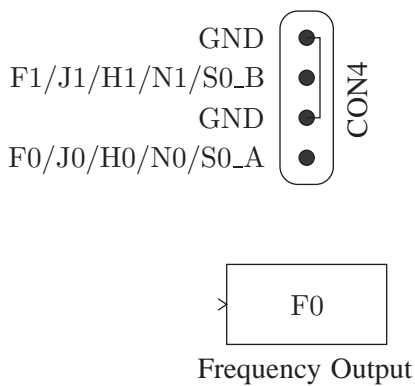 GND
F1/J1/H1/N1/S0_B
GND
F0/J0/H0/N0/S0_A
CON4
F0
Frequency Output